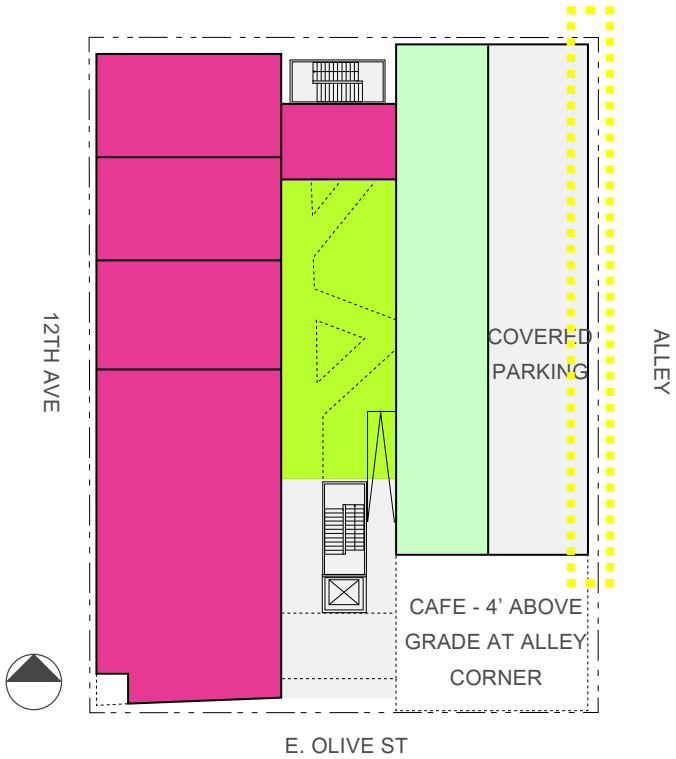 12TH AVE
COVERED
PARKING
ALLEY
CAFE - 4' ABOVE
GRADE AT ALLEY
CORNER
E. OLIVE ST